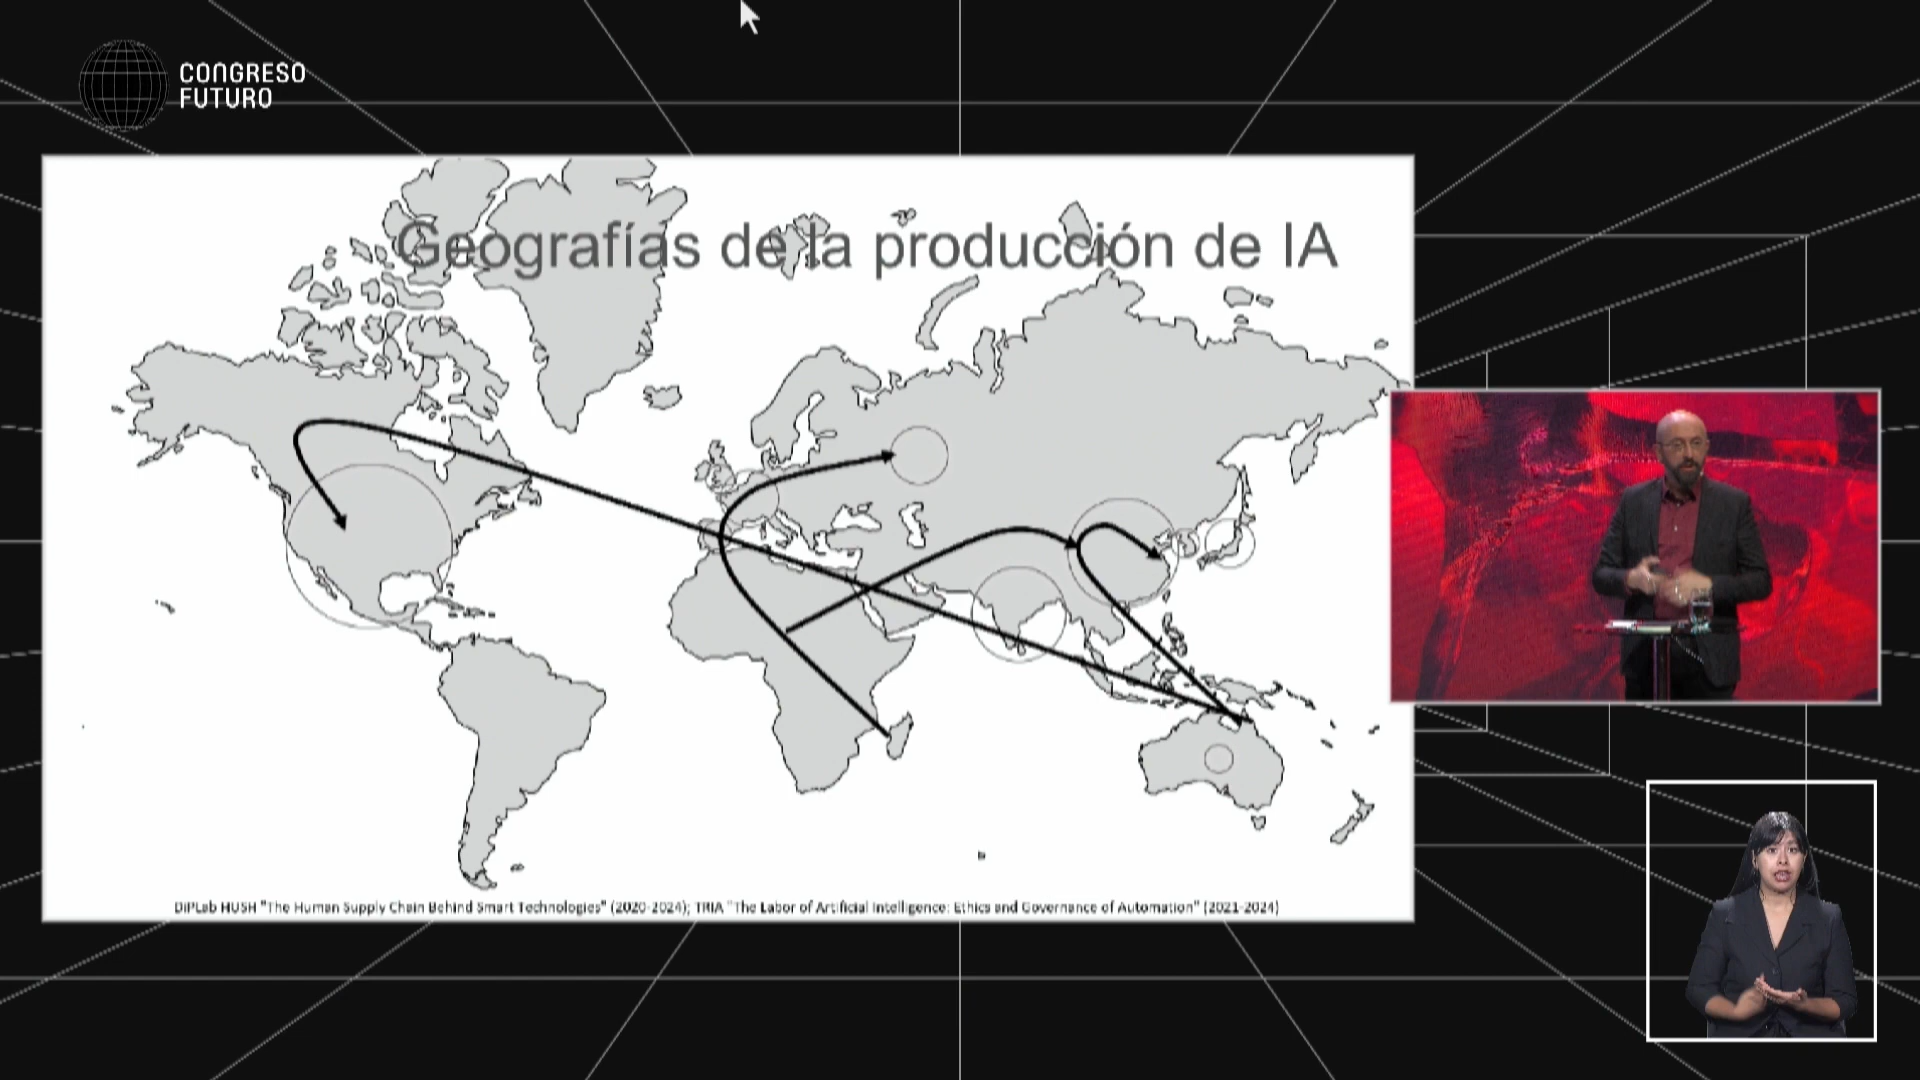 CONGRESO
FUTURO
Geografías de la producción de IA
DiPLab HUSH "The Human Supply Chain Behind Smart Technologies" (2020-2024); TRIA "The Labor of Artificial Intelligence: Ethics and Governance of Automation" (2021-2024)